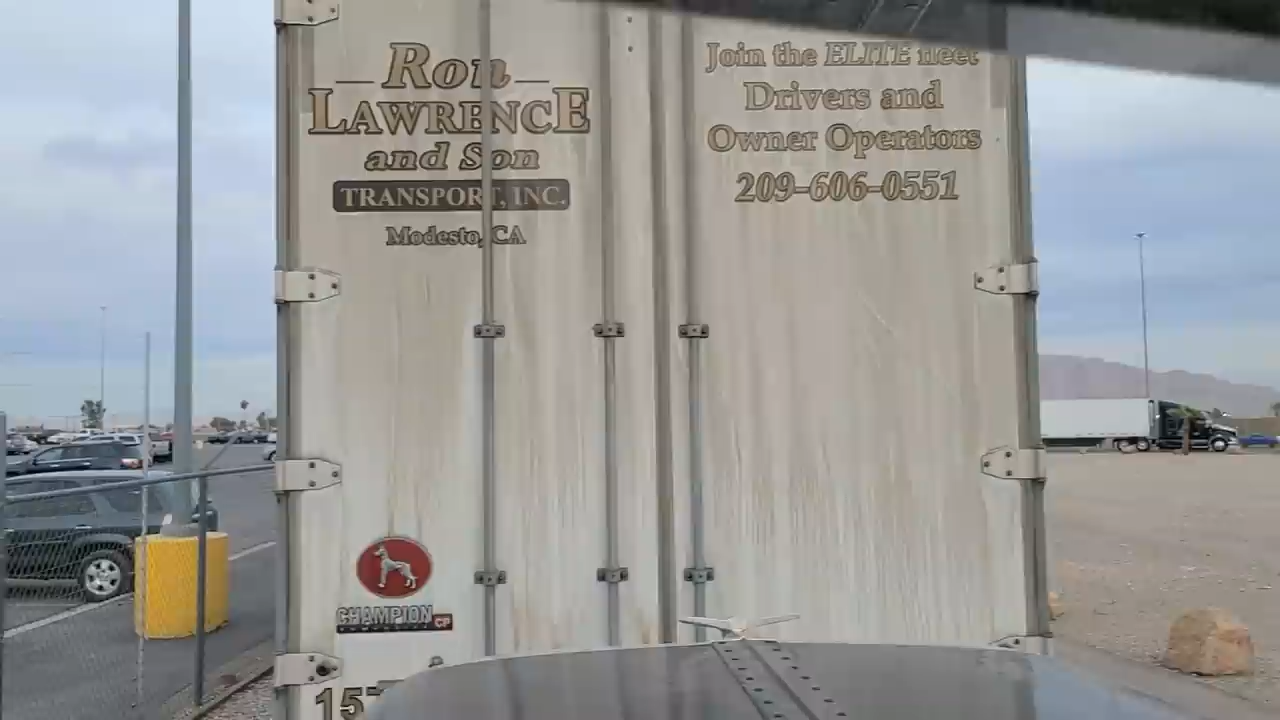 Ron
LAWRENCE
and Son
TRANSPORT, INC.
Modesto, CA
Join the ELITE fleet
Drivers and
Owner Operators
209-606-0551
CHAMPION
CP